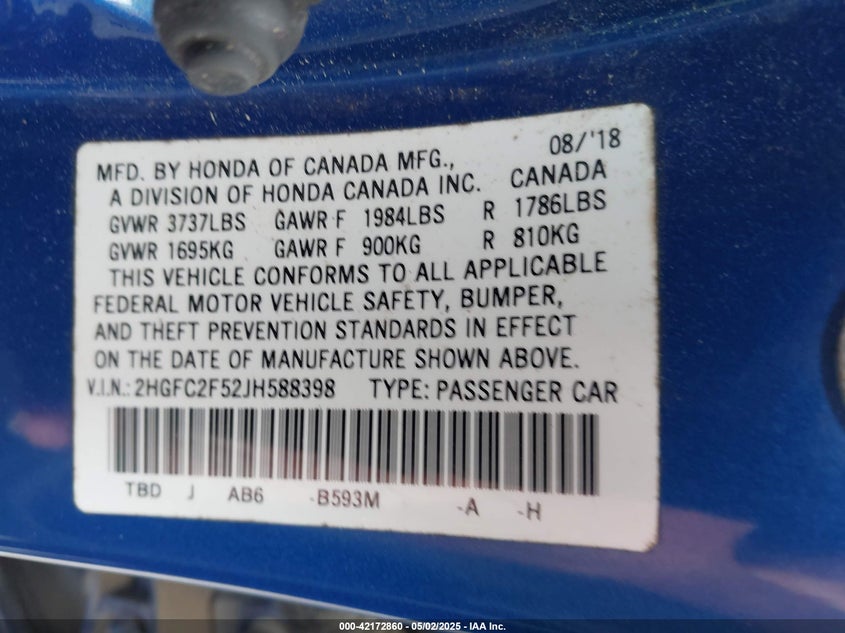 08/'18
MFD. BY HONDA OF CANADA MFG.,
A DIVISION OF HONDA CANADA INC. CANADA
GVWR 3737LBS GAWR F 1984LBS R 1786LBS
GVWR 1695KG GAWR F 900KG R 810KG
THIS VEHICLE CONFORMS TO ALL APPLICABLE
FEDERAL MOTOR VEHICLE SAFETY, BUMPER,
AND THEFT PREVENTION STANDARDS IN EFFECT
ON THE DATE OF MANUFACTURE SHOWN ABOVE.
V.I.N.: 2HGFC2F52JH588398 TYPE: PASSENGER CAR
TBD J AB6 -B593M -A -H
000-42172860 - 05/02/2025 - IAA Inc.